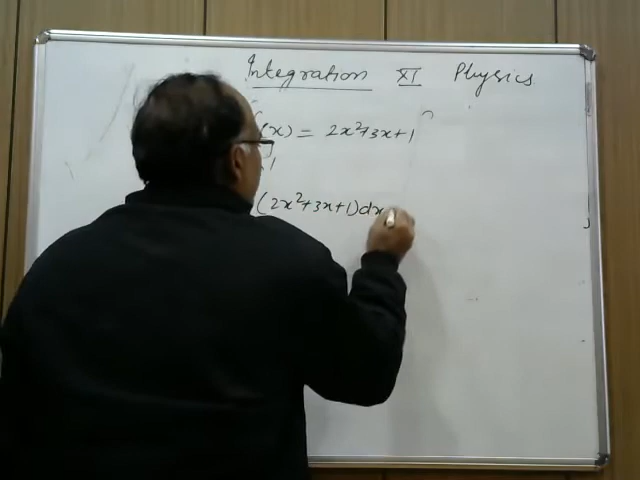 Integration XI Physics
(x) = 2x²+3x+1
(2x²+3x+1)dx